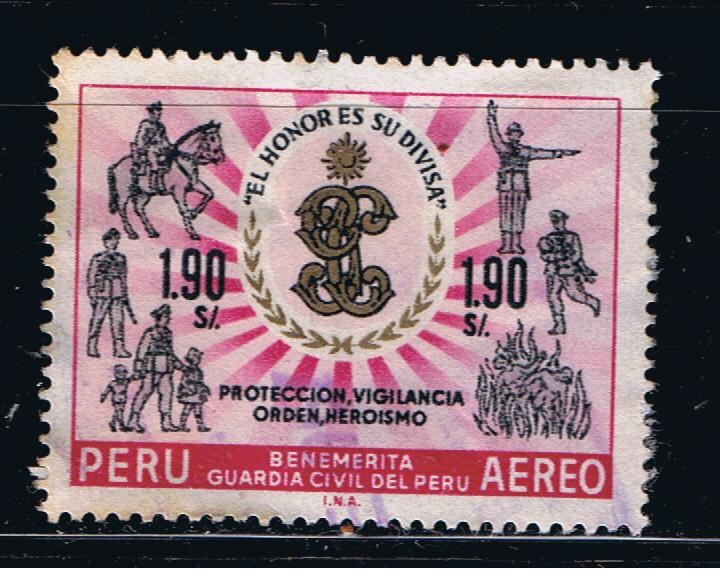 "EL HONOR ES SU DIVISA"
1.90
S/.
1.90
S/.
PROTECCION, VIGILANCIA
ORDEN, HEROISMO
PERU
BENEMERITA
GUARDIA CIVIL DEL PERU
AEREO
I.N.A.